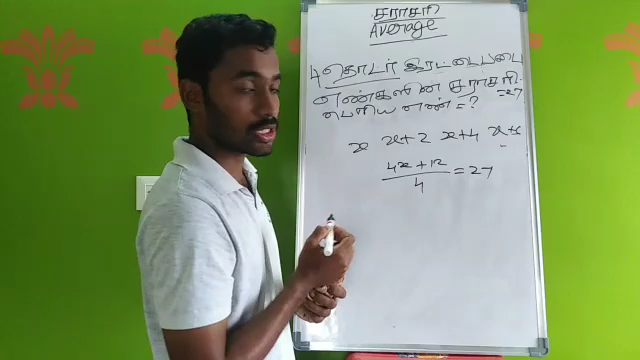 சராசரி
Average
4 தொடர் இரட்டைப்படை
எண்களின் சராசரி =27
பெரிய எண் = ?
x x+2 x+4 x+6
4x+12
4 = 27